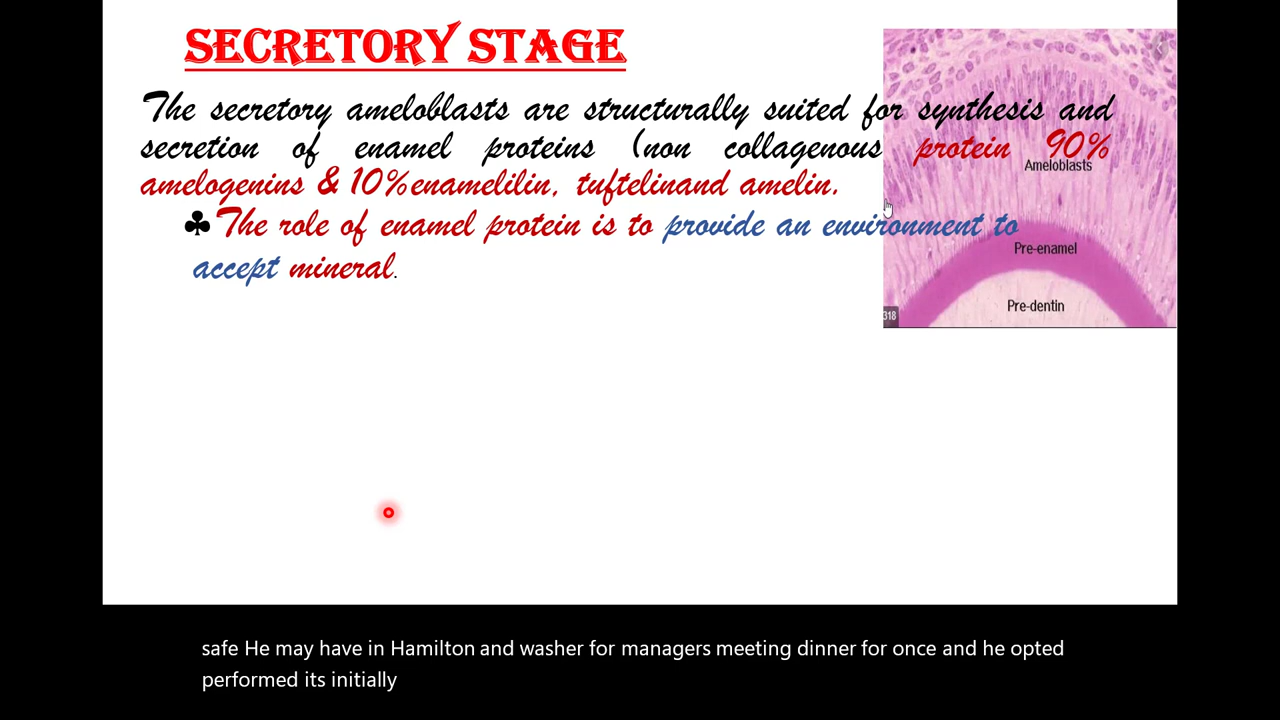 SECRETORY STAGE
The secretory ameloblasts are structurally suited for synthesis and
secretion of enamel proteins (non collagenous protein 90%
amelogenins & 10%enamelilin, tuftelinand amelin.
♣The role of enamel protein is to provide an environment to
accept mineral.
Ameloblasts
Pre-enamel
Pre-dentin
318
safe He may have in Hamilton and washer for managers meeting dinner for once and he opted
performed its initially